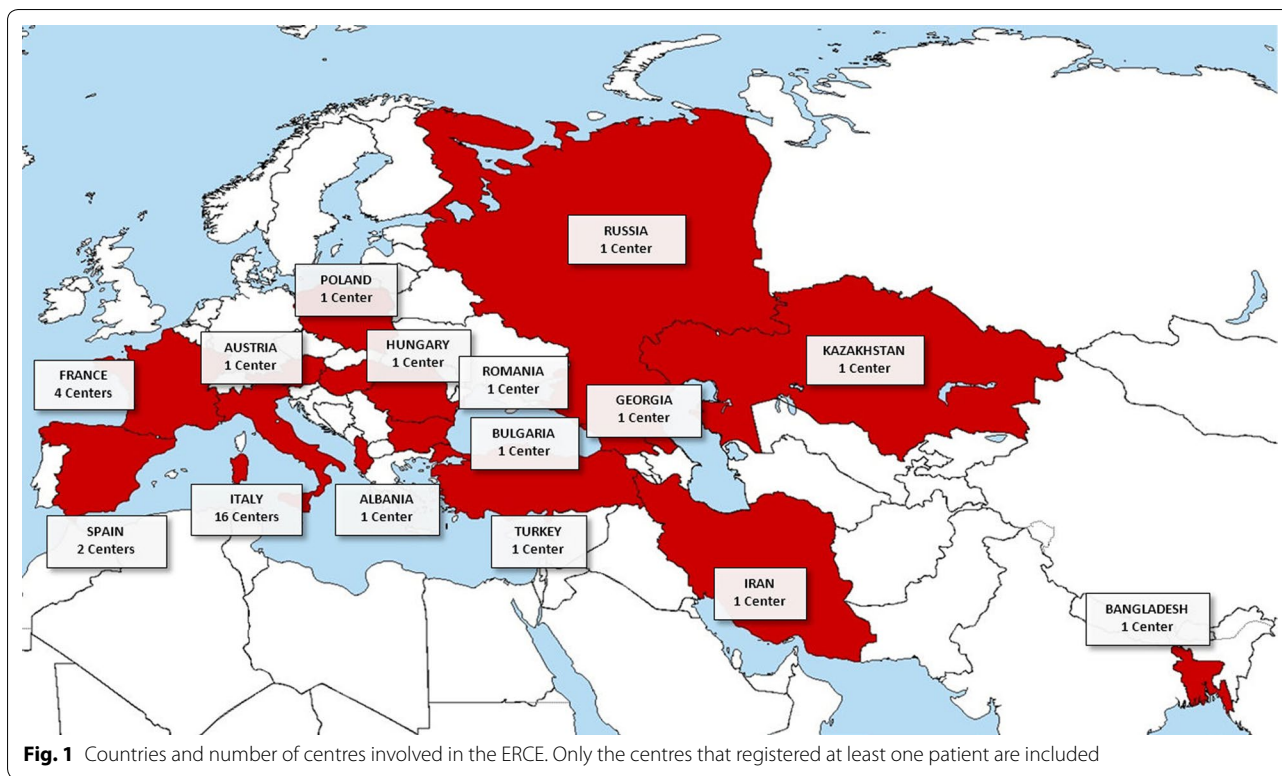 RUSSIA
1 Center
POLAND
1 Center
AUSTRIA
1 Center
HUNGARY
1 Center
FRANCE
4 Centers
ROMANIA
1 Center
KAZAKHSTAN
1 Center
GEORGIA
1 Center
BULGARIA
1 Center
ITALY
16 Centers
ALBANIA
1 Center
SPAIN
2 Centers
TURKEY
1 Center
IRAN
1 Center
BANGLADESH
1 Center
Fig. 1 Countries and number of centres involved in the ERCE. Only the centres that registered at least one patient are included